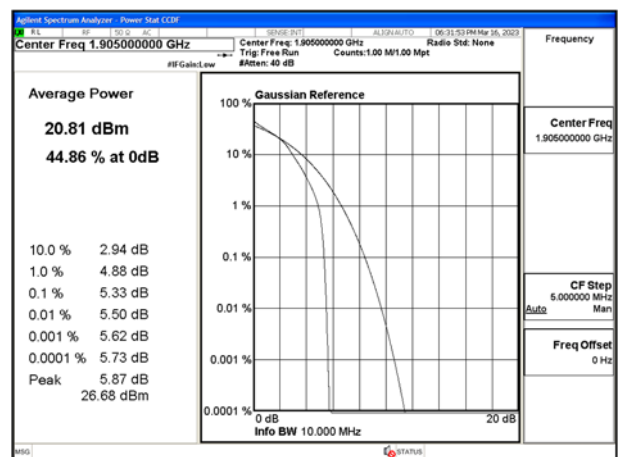 Agilent Spectrum Analyzer - Power Stat CCDF
RL RF 50 Ω AC SENSE:INT ALIGN AUTO 06:31:53 PM Mar 16, 2023
Center Freq 1.905000000 GHz
Center Freq: 1.905000000 GHz Radio Std: None
Trig: Free Run Counts:1.00 M/1.00 Mpt
#IFGain:Low #Atten: 40 dB
Frequency
Average Power
20.81 dBm
44.86 % at 0dB
10.0 % 2.94 dB
1.0 % 4.88 dB
0.1 % 5.33 dB
0.01 % 5.50 dB
0.001 % 5.62 dB
0.0001 % 5.73 dB
Peak 5.87 dB
26.68 dBm
Gaussian Reference
100 %
10 %
1 %
0.1 %
0.01 %
0.001 %
0.0001 %
0 dB 20 dB
Info BW 10.000 MHz
Center Freq
1.905000000 GHz
CF Step
5.000000 MHz
Auto Man
Freq Offset
0 Hz
MSG STATUS